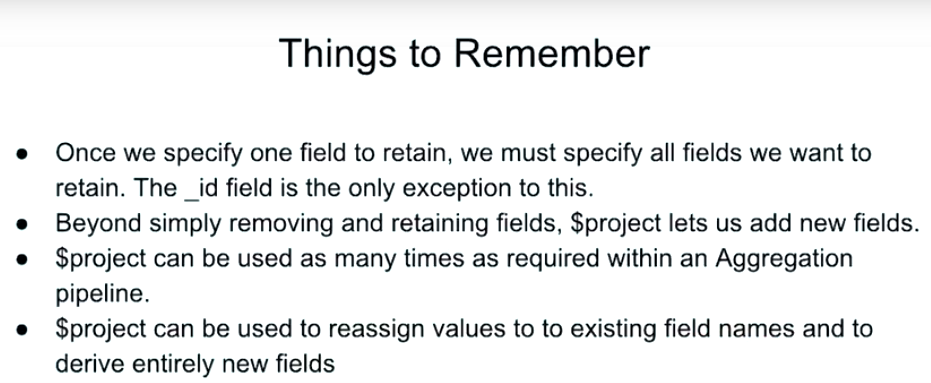 Things to Remember
● Once we specify one field to retain, we must specify all fields we want to
retain. The _id field is the only exception to this.
● Beyond simply removing and retaining fields, $project lets us add new fields.
● $project can be used as many times as required within an Aggregation
pipeline.
● $project can be used to reassign values to to existing field names and to
derive entirely new fields